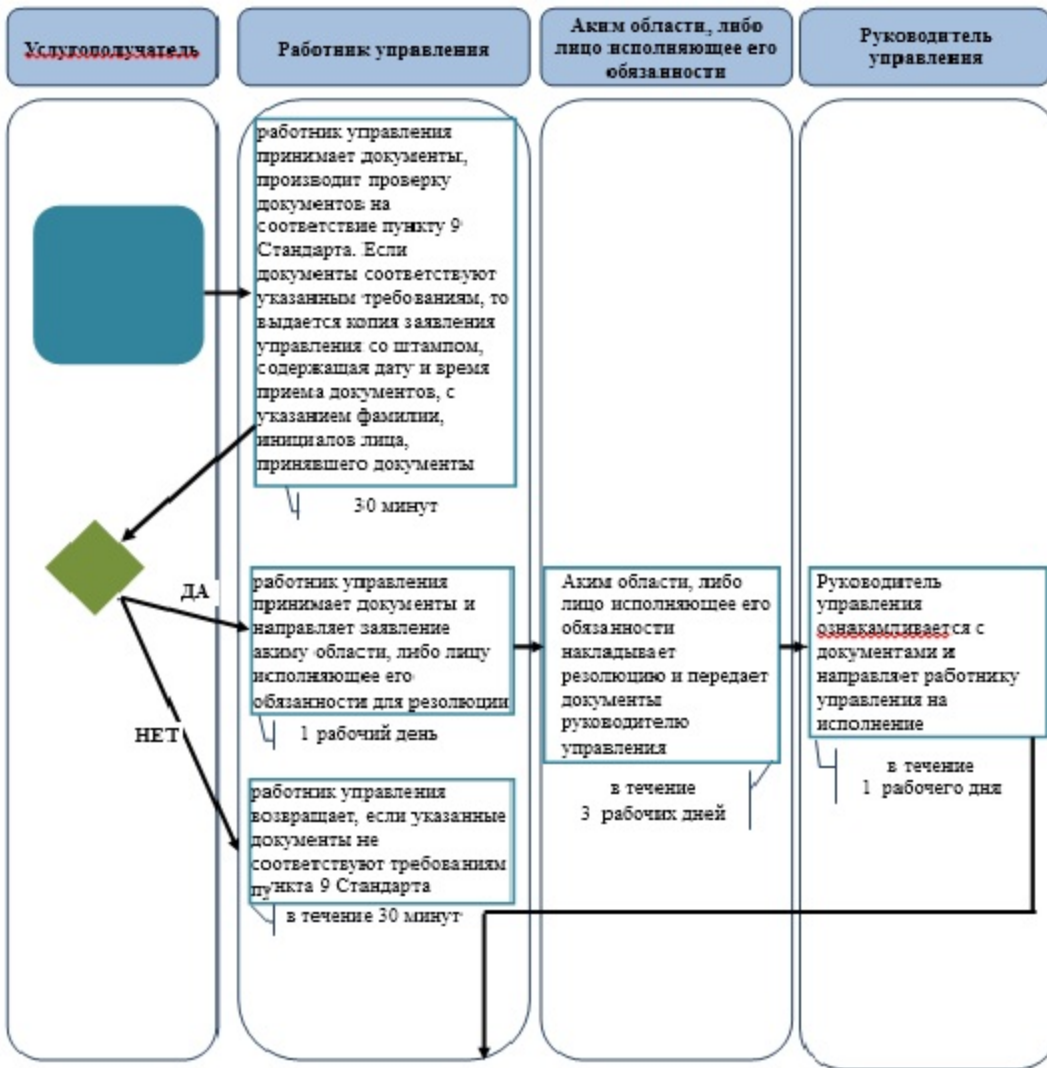 Услугополучатель
Работник управления
Аким области, либо
лицо исполняющее его
обязанности
Руководитель
управления
работник управления
принимает документы,
производит проверку
документов на
соответствие пункту 9
Стандарта. Если
документы соответствуют
указанным требованиям, то
выдается копия заявления
управления со штампом,
содержащая дату и время
приема документов, с
указанием фамилии,
инициалов лица,
принявшего документы
30 минут
ДА
работник управления
принимает документы и
направляет заявление
акиму области, либо лицу
исполняющее его
обязанности для резолюции
1 рабочий день
Аким области, либо
лицо исполняющее его
обязанности
накладывает
резолюцию и передает
документы
руководителю
управления
в течение
3 рабочих дней
Руководитель
управления
ознакамливается с
документами и
направляет работнику
управления на
исполнение
в течение
1 рабочего дня
НЕТ
работник управления
возвращает, если указанные
документы не
соответствуют требованиям
пункта 9 Стандарта
в течение 30 минут